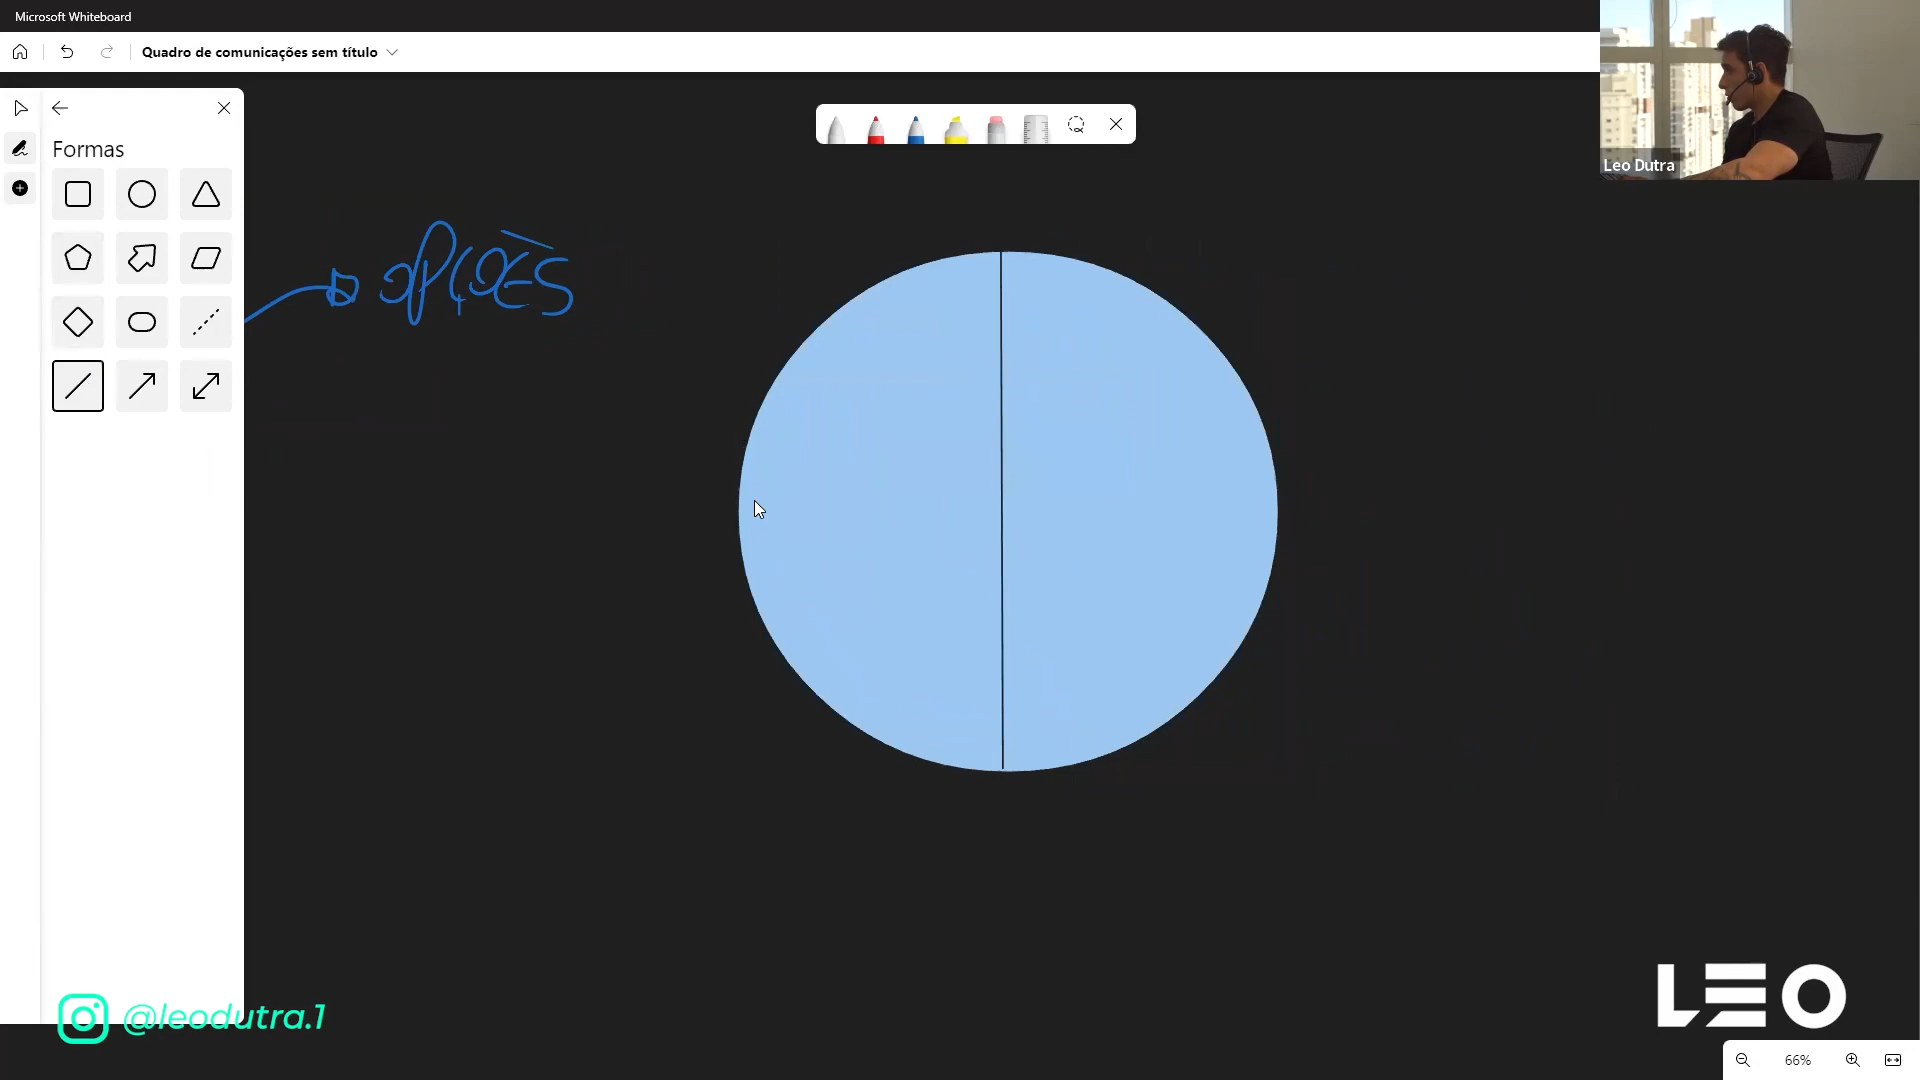 Microsoft Whiteboard
Quadro de comunicações sem título
Leo Dutra
Formas
opções
@leodutra.1
LEO
66%